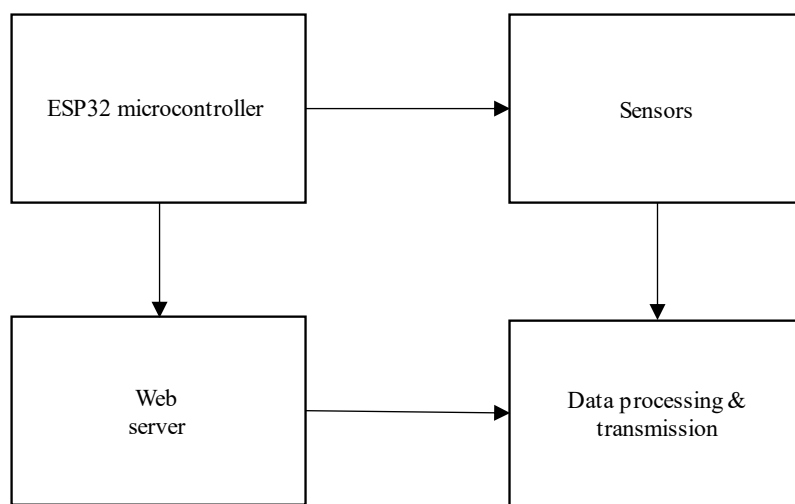 ESP32 microcontroller
Sensors
Web
server
Data processing &
transmission